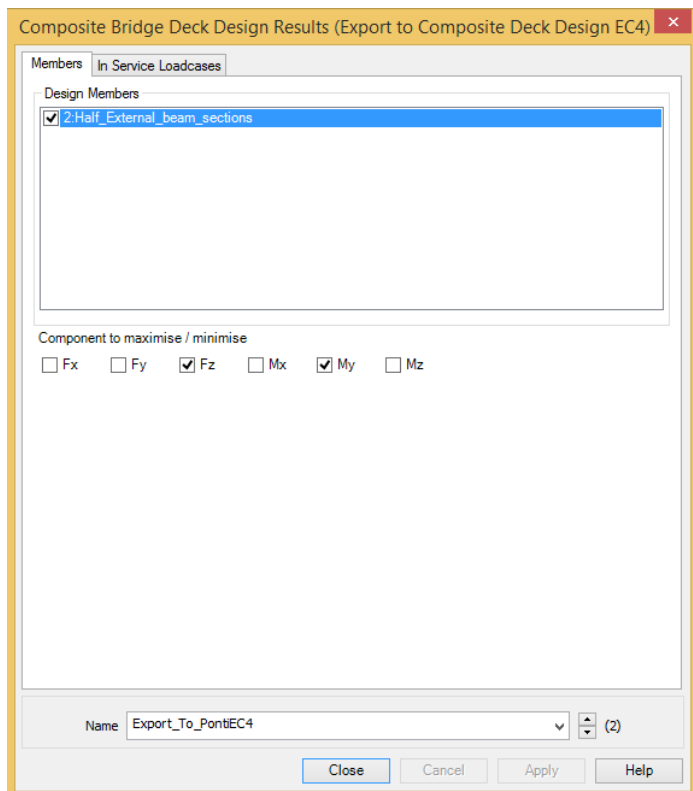 Composite Bridge Deck Design Results (Export to Composite Deck Design EC4)
Members In Service Loadcases
Design Members
2:Half_External_beam_sections
Component to maximise / minimise
Fx Fy Fz Mx My Mz
Name Export_To_PontiEC4 (2)
Close Cancel Apply Help